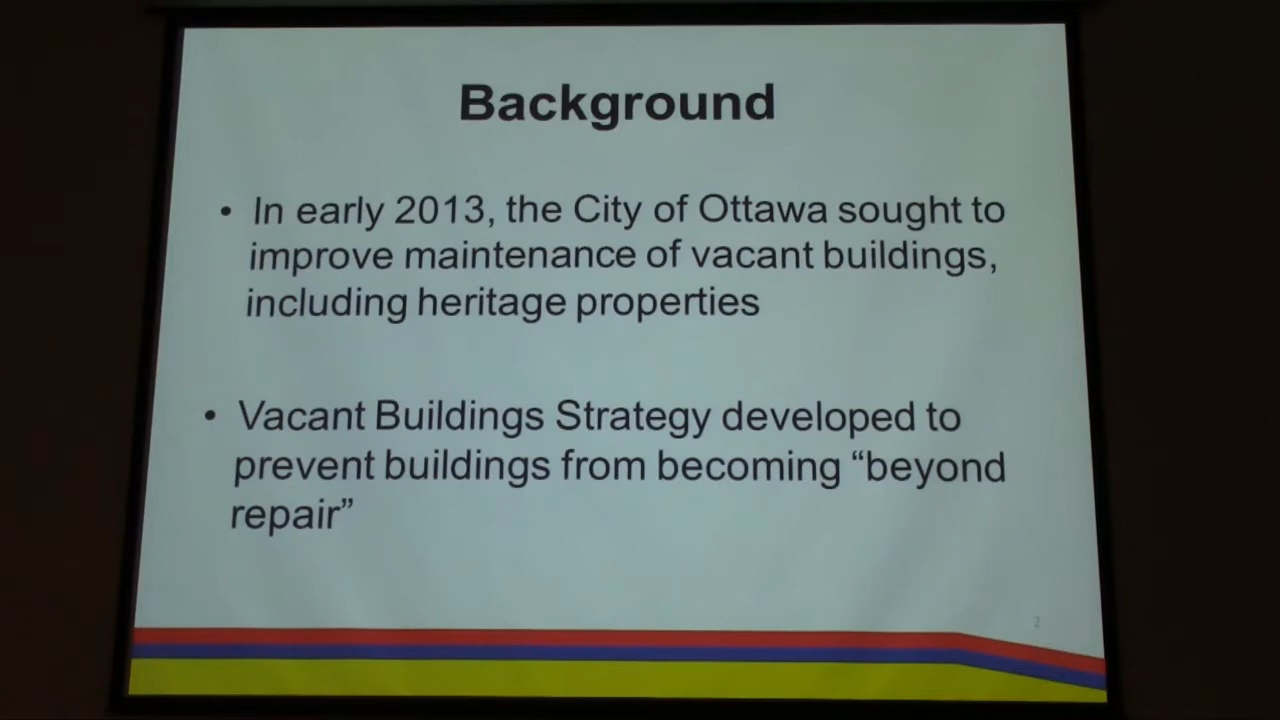 Background
• In early 2013, the City of Ottawa sought to
improve maintenance of vacant buildings,
including heritage properties
• Vacant Buildings Strategy developed to
prevent buildings from becoming “beyond
repair”
2